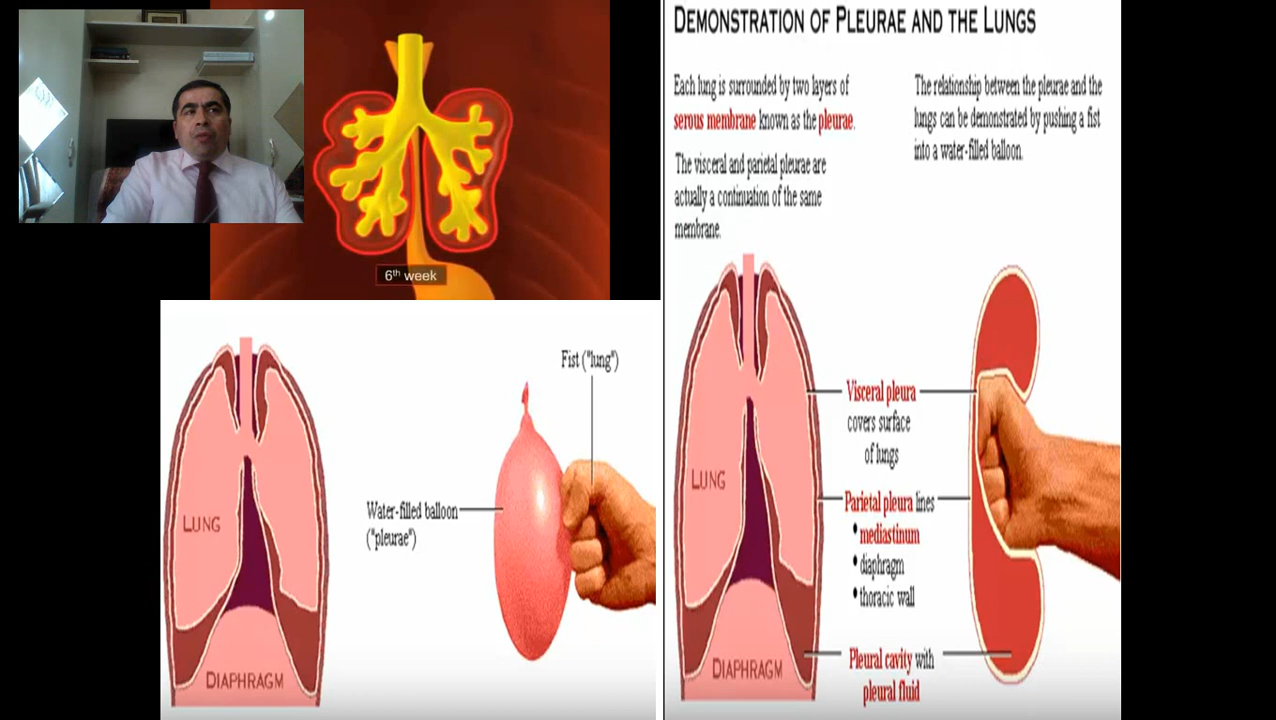 6th week
Fist ("lung")
Water-filled balloon
("pleurae")
LUNG
DIAPHRAGM
DEMONSTRATION OF PLEURAE AND THE LUNGS
Each lung is surrounded by two layers of
serous membrane known as the pleurae.
The visceral and parietal pleurae are
actually a continuation of the same
membrane.
The relationship between the pleurae and the
lungs can be demonstrated by pushing a fist
into a water-filled balloon.
Visceral pleura
covers surface
of lungs
LUNG
Parietal pleura lines
• mediastinum
• diaphragm
• thoracic wall
Pleural cavity with
pleural fluid
DIAPHRAGM